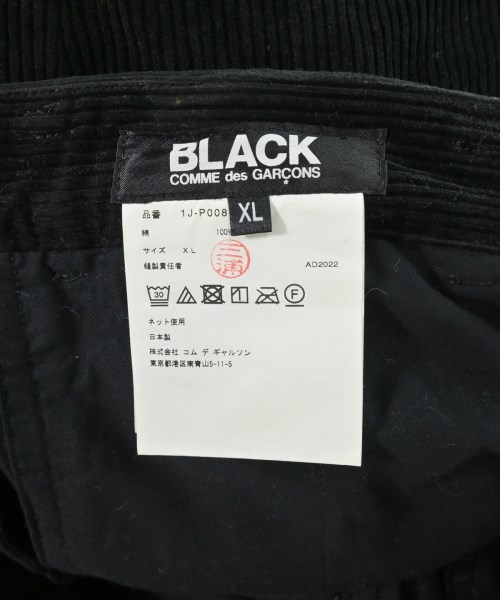 BLACK
COMME des GARÇONS
品番 1J-P008
XL
綿 100%
サイズ XL
縫製責任者 三溝 AD2022
30 F
ネット使用
日本製
株式会社 コム デ ギャルソン
東京都港区南青山5-11-5